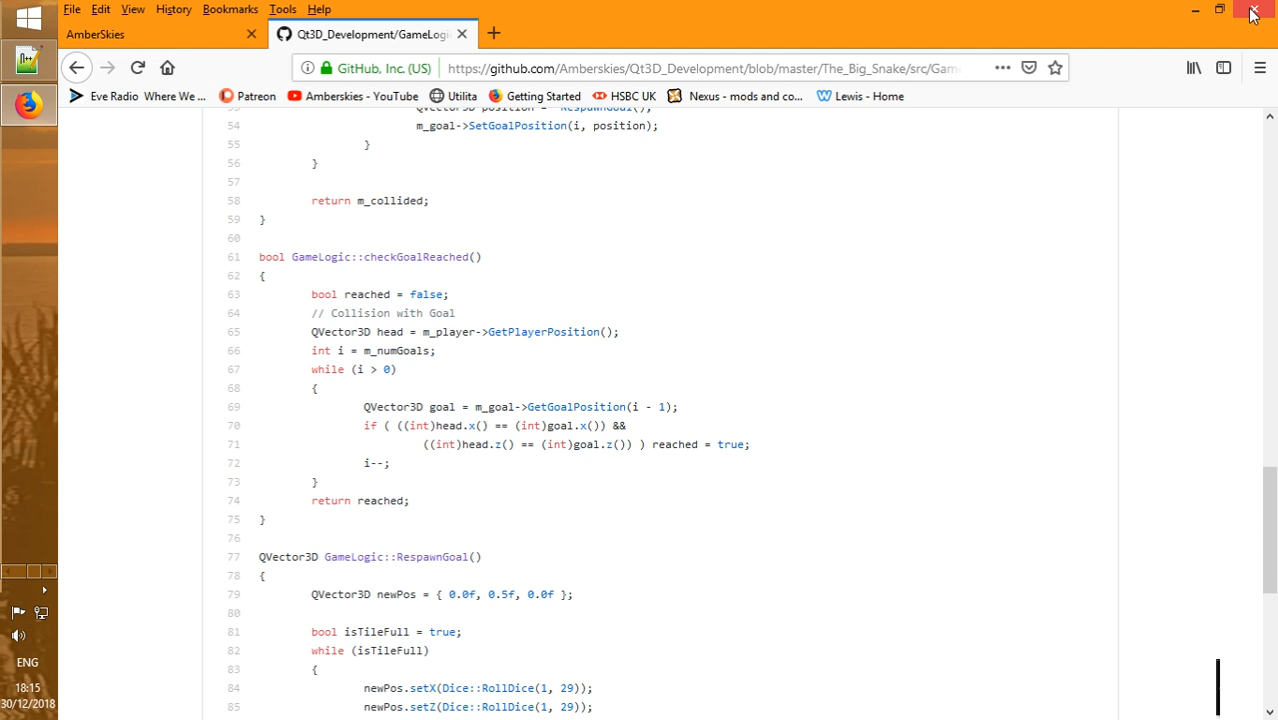 File Edit View History Bookmarks Tools Help
AmberSkies
Qt3D_Development/GameLogi
GitHub, Inc. (US) https://github.com/Amberskies/Qt3D_Development/blob/master/The_Big_Snake/src/Gam
Eve Radio Where We ... Patreon Amberskies - YouTube Utilita Getting Started HSBC UK Nexus - mods and co... Lewis - Home
53 QVector3D position = RespawnGoal();
54 m_goal->SetGoalPosition(i, position);
55 }
56 }
57
58 return m_collided;
59 }
60
61 bool GameLogic::checkGoalReached()
62 {
63 bool reached = false;
64 // Collision with Goal
65 QVector3D head = m_player->GetPlayerPosition();
66 int i = m_numGoals;
67 while (i > 0)
68 {
69 QVector3D goal = m_goal->GetGoalPosition(i - 1);
70 if ( ((int)head.x() == (int)goal.x()) &&
71 ((int)head.z() == (int)goal.z()) ) reached = true;
72 i--;
73 }
74 return reached;
75 }
76
77 QVector3D GameLogic::RespawnGoal()
78 {
79 QVector3D newPos = { 0.0f, 0.5f, 0.0f };
80
81 bool isTileFull = true;
82 while (isTileFull)
83 {
84 newPos.setX(Dice::RollDice(1, 29));
85 newPos.setZ(Dice::RollDice(1, 29));
ENG
18:15
30/12/2018